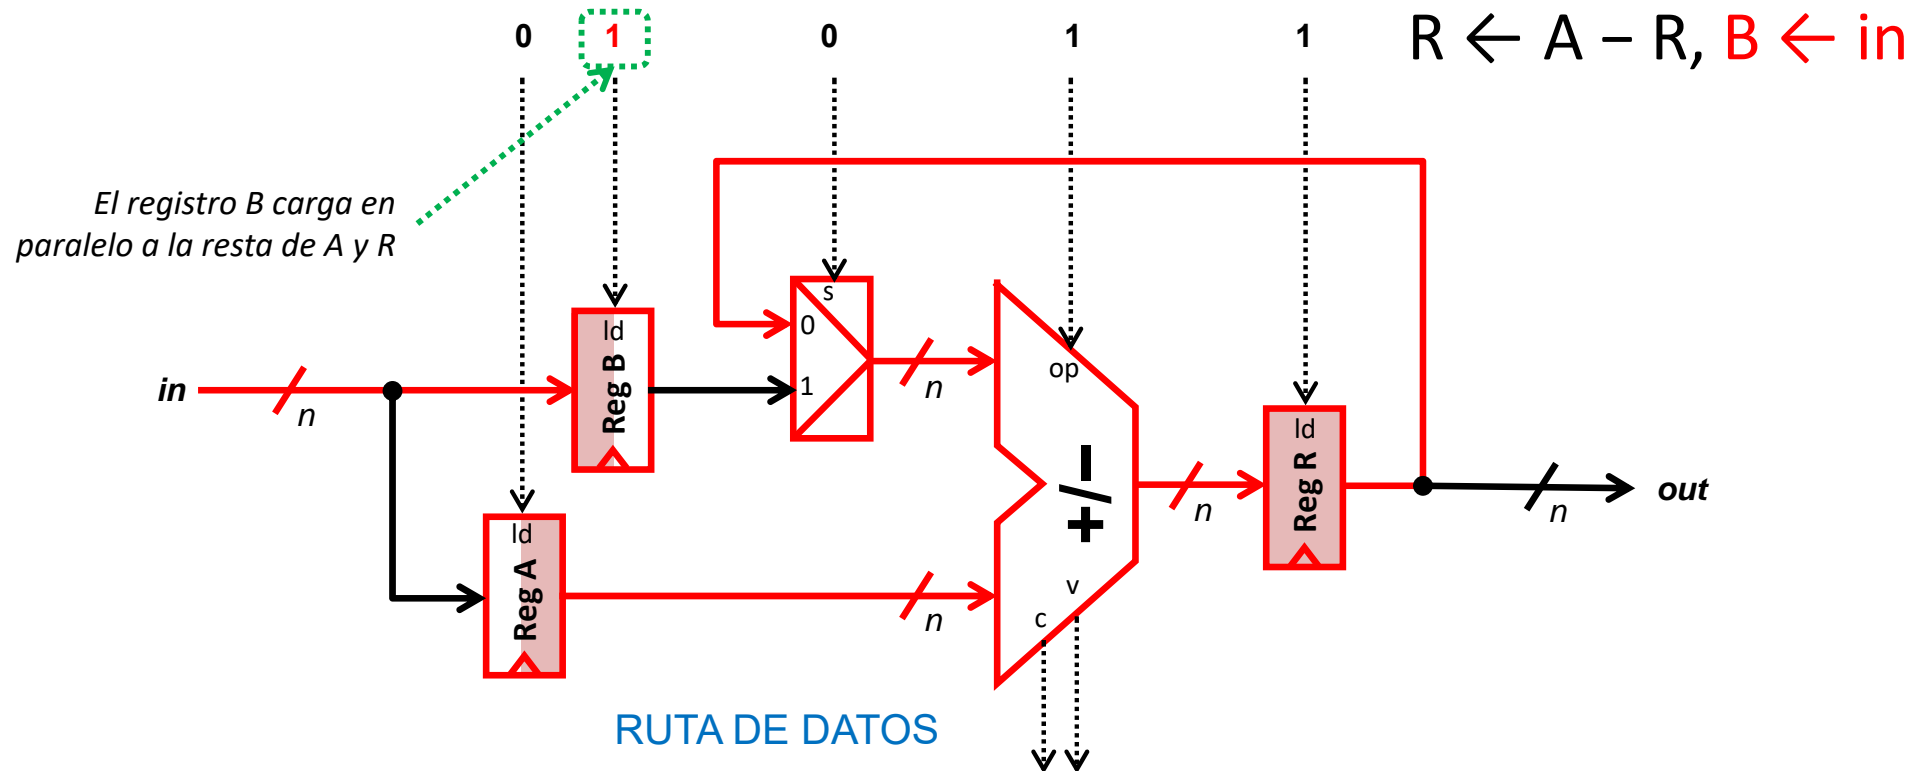 0 1 0 1 1
R ← A – R, B ← in
El registro B carga en
paralelo a la resta de A y R
s
0
1
ld
Reg B
op
n
in
n
ld
Reg R
+/–
n
out
n
ld
Reg A
n
v
c
RUTA DE DATOS